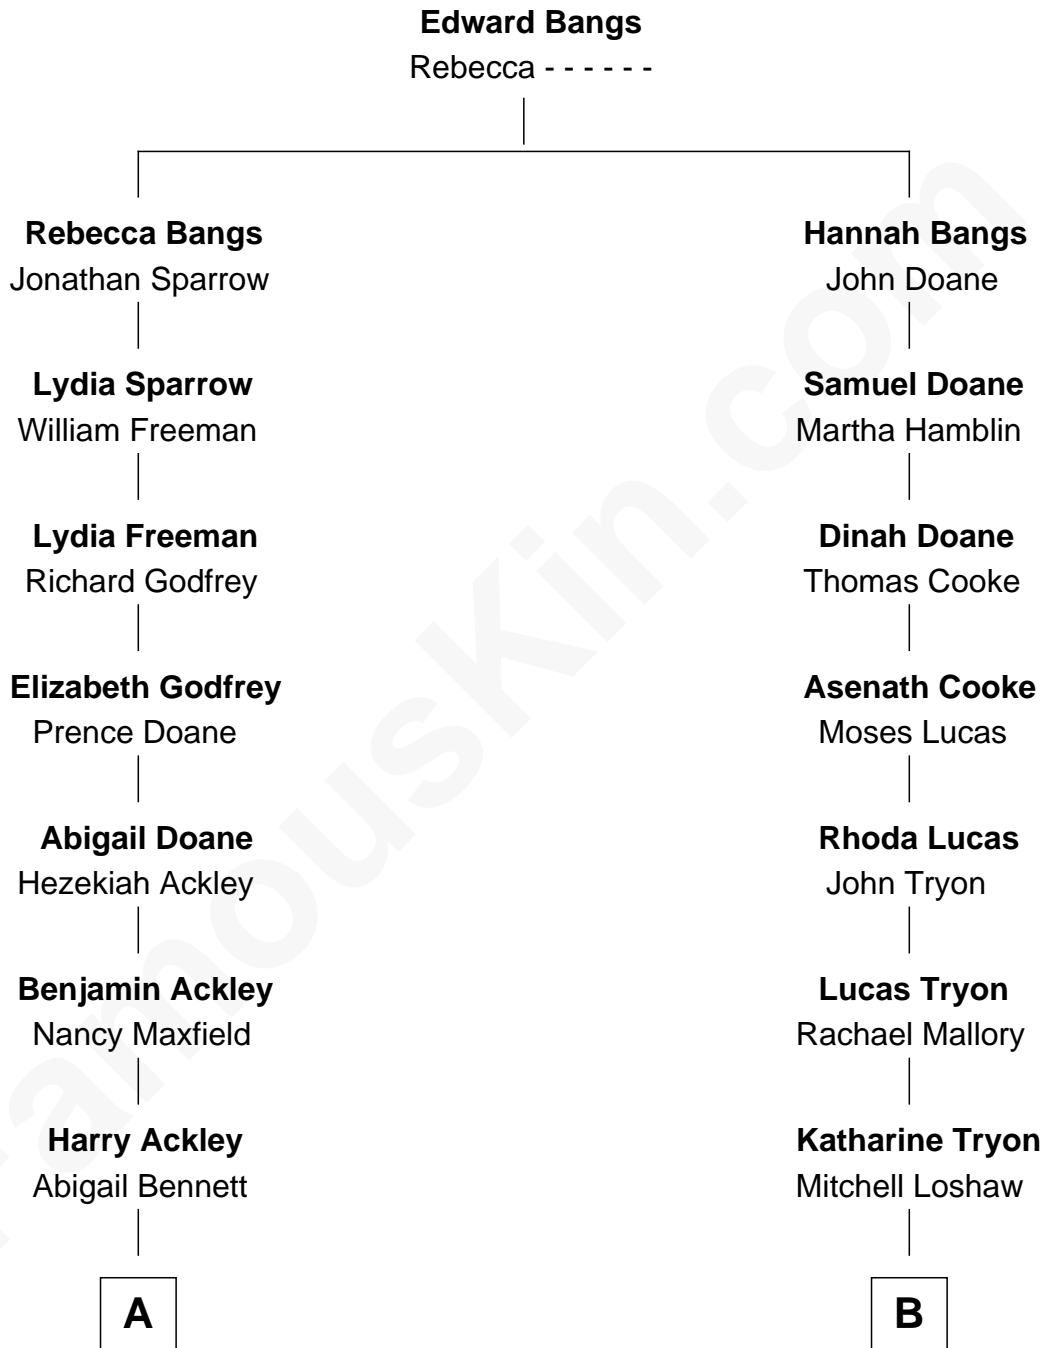 Edward Bangs
Rebecca - - - - - -
Rebecca Bangs
Jonathan Sparrow
Hannah Bangs
John Doane
Lydia Sparrow
William Freeman
Samuel Doane
Martha Hamblin
Lydia Freeman
Richard Godfrey
Dinah Doane
Thomas Cooke
Elizabeth Godfrey
Prence Doane
Asenath Cooke
Moses Lucas
Abigail Doane
Hezekiah Ackley
Rhoda Lucas
John Tryon
Benjamin Ackley
Nancy Maxfield
Lucas Tryon
Rachael Mallory
Harry Ackley
Abigail Bennett
Katharine Tryon
Mitchell Loshaw
A
B
FamousKin.com